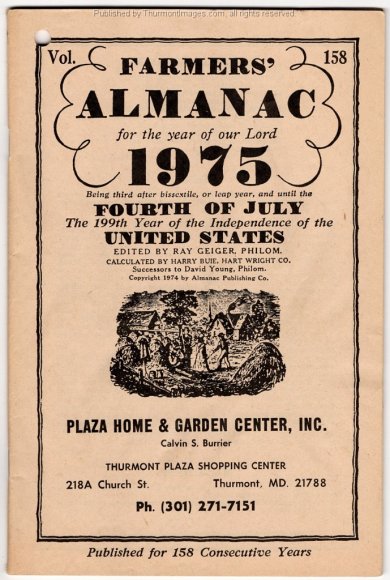 Published by ThurmontImages.com, all rights reserved.
Vol. 158
FARMERS'
ALMANAC
for the year of our Lord
1975
Being third after bissextile, or leap year, and until the
FOURTH OF JULY
The 199th Year of the Independence of the
UNITED STATES
EDITED BY RAY GEIGER, PHILOM.
CALCULATED BY HARRY BUIE, HART WRIGHT CO.
Successors to David Young, Philom.
Copyright 1974 by Almanac Publishing Co.
PLAZA HOME & GARDEN CENTER, INC.
Calvin S. Burrier
THURMONT PLAZA SHOPPING CENTER
218A Church St. Thurmont, MD. 21788
Ph. (301) 271-7151
Published for 158 Consecutive Years